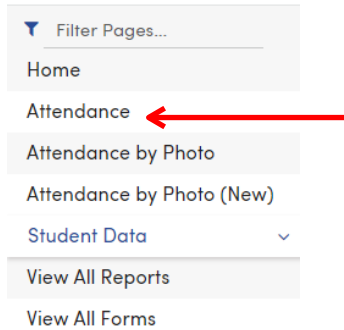 Filter Pages...
Home
Attendance
Attendance by Photo
Attendance by Photo (New)
Student Data
View All Reports
View All Forms